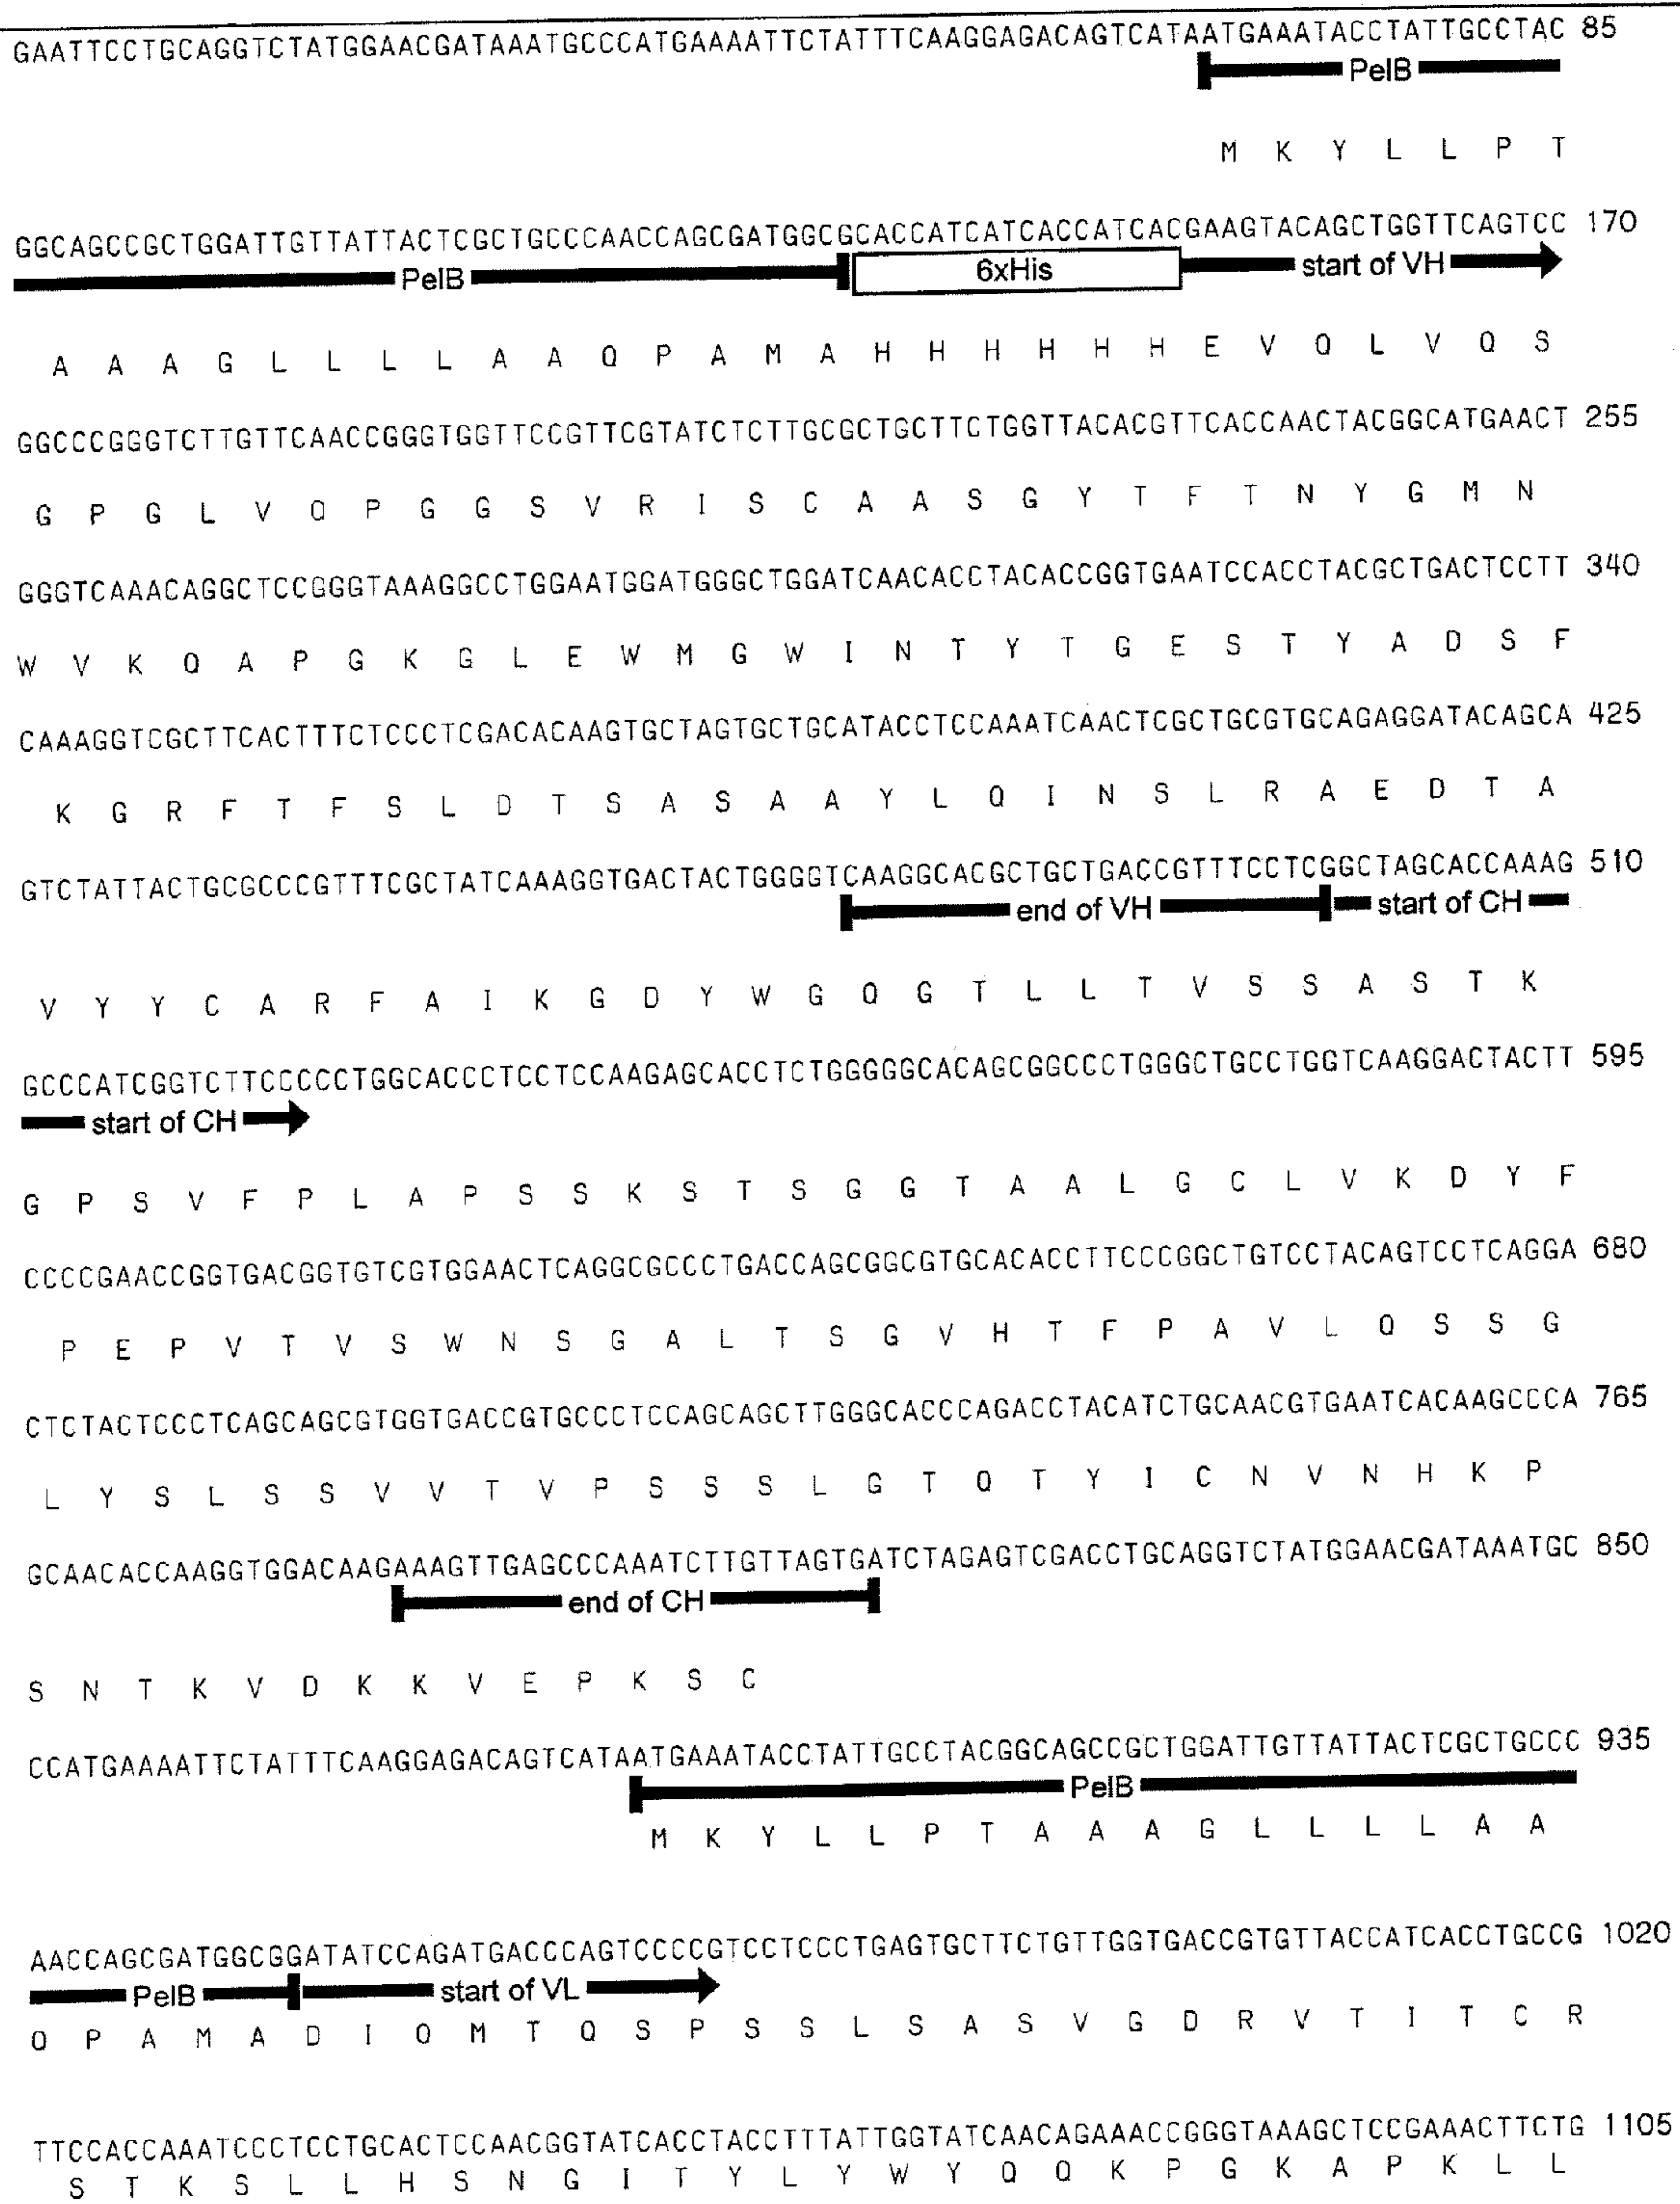 GAATTCCTGCAGGTCTATGGAACGATAAATGCCCATGAAAATTCTATTTCAAGGAGACAGTCATAATGAAATACCTATTGCCTAC 85
PelB
M K Y L L P T
GGCAGCCGCTGGATTGTTATTACTCGCTGCCCAACCAGCGATGGCGCACCATCATCACCATCACGAAGTACAGCTGGTTCAGTCC 170
PelB 6xHis start of VH
A A A G L L L L A A Q P A M A H H H H H H E V Q L V Q S
GGCCCGGGTCTTGTTCAACCGGGTGGTTCCGTTCGTATCTCTTGCGCTGCTTCTGGTTACACGTTCACCAACTACGGCATGAACT 255
G P G L V Q P G G S V R I S C A A S G Y T F T N Y G M N
GGGTCAAACAGGCTCCGGGTAAAGGCCTGGAATGGATGGGCTGGATCAACACCTACACCGGTGAATCCACCTACGCTGACTCCTT 340
W V K Q A P G K G L E W M G W I N T Y T G E S T Y A D S F
CAAAGGTCGCTTCACTTTCTCCCTCGACACAAGTGCTAGTGCTGCATACCTCCAAATCAACTCGCTGCGTGCAGAGGATACAGCA 425
K G R F T F S L D T S A S A A Y L Q I N S L R A E D T A
GTCTATTACTGCGCCCGTTTCGCTATCAAAGGTGACTACTGGGGTCAAGGCACGCTGCTGACCGTTTCCTCGGCTAGCACCAAAG 510
end of VH start of CH
V Y Y C A R F A I K G D Y W G Q G T L L T V S S A S T K
GCCCATCGGTCTTCCCCCTGGCACCCTCCTCCAAGAGCACCTCTGGGGGCACAGCGGCCCTGGGCTGCCTGGTCAAGGACTACTT 595
start of CH
G P S V F P L A P S S K S T S G G T A A L G C L V K D Y F
CCCCGAACCGGTGACGGTGTCGTGGAACTCAGGCGCCCTGACCAGCGGCGTGCACACCTTCCCGGCTGTCCTACAGTCCTCAGGA 680
P E P V T V S W N S G A L T S G V H T F P A V L Q S S G
CTCTACTCCCTCAGCAGCGTGGTGACCGTGCCCTCCAGCAGCTTGGGCACCCAGACCTACATCTGCAACGTGAATCACAAGCCCA 765
L Y S L S S V V T V P S S S L G T Q T Y I C N V N H K P
GCAACACCAAGGTGGACAAGAAAGTTGAGCCCAAATCTTGTTAGTGATCTAGAGTCGACCTGCAGGTCTATGGAACGATAAATGC 850
end of CH
S N T K V D K K V E P K S C
CCATGAAAATTCTATTTCAAGGAGACAGTCATAATGAAATACCTATTGCCTACGGCAGCCGCTGGATTGTTATTACTCGCTGCCC 935
PelB
M K Y L L P T A A A G L L L L A A
AACCAGCGATGGCGGATATCCAGATGACCCAGTCCCCGTCCTCCCTGAGTGCTTCTGTTGGTGACCGTGTTACCATCACCTGCCG 1020
PelB start of VL
Q P A M A D I Q M T Q S P S S L S A S V G D R V T I T C R
TTCCACCAAATCCCTCCTGCACTCCAACGGTATCACCTACCTTTATTGGTATCAACAGAAACCGGGTAAAGCTCCGAAACTTCTG 1105
S T K S L L H S N G I T Y L Y W Y Q Q K P G K A P K L L